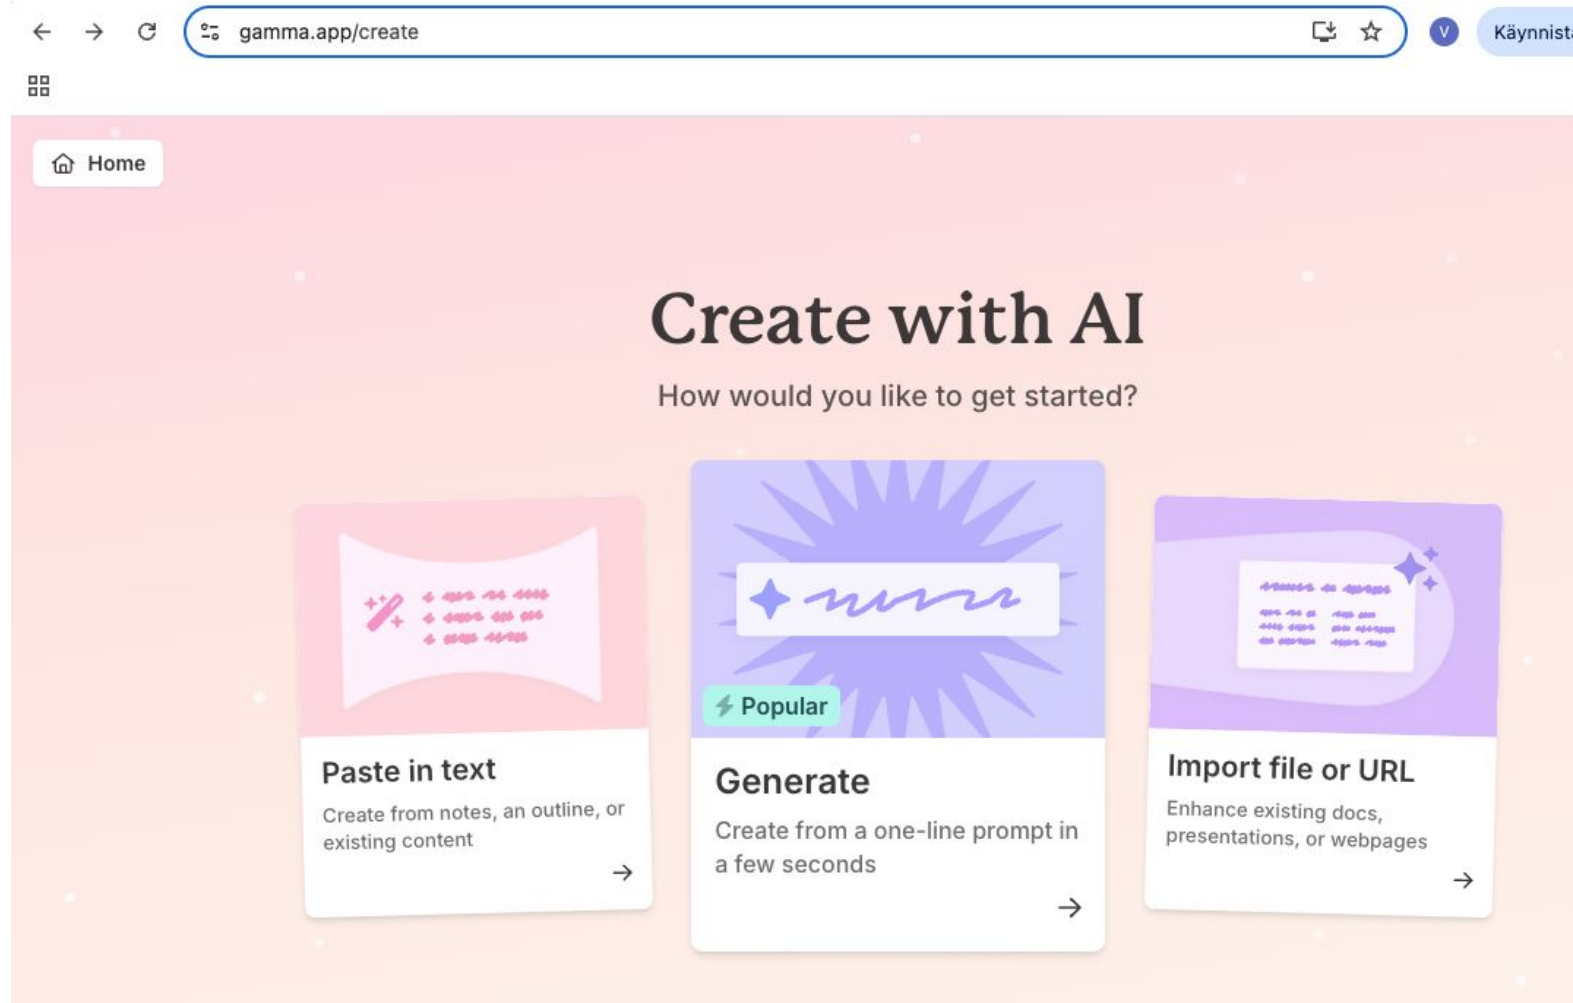 gamma.app/create
V
Käynnistä
Home
Create with AI
How would you like to get started?
Paste in text
Create from notes, an outline, or
existing content
Popular
Generate
Create from a one-line prompt in
a few seconds
Import file or URL
Enhance existing docs,
presentations, or webpages